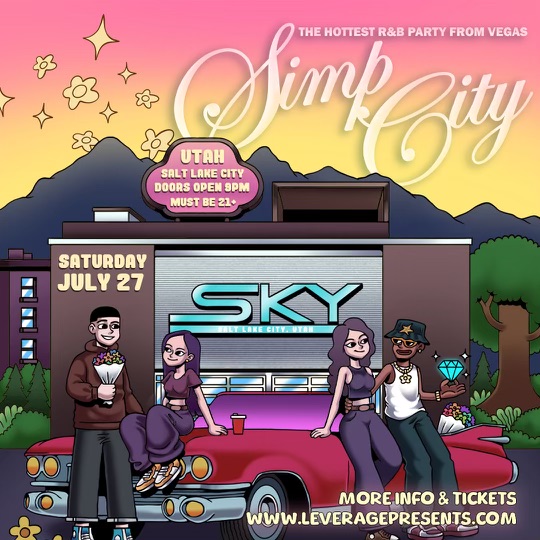 THE HOTTEST R&B PARTY FROM VEGAS
Simp
City
UTAH
SALT LAKE CITY
DOORS OPEN 9PM
MUST BE 21+
SATURDAY
JULY 27
SKY
SALT LAKE CITY, UTAH
MORE INFO & TICKETS
WWW.LEVERAGEPRESENTS.COM